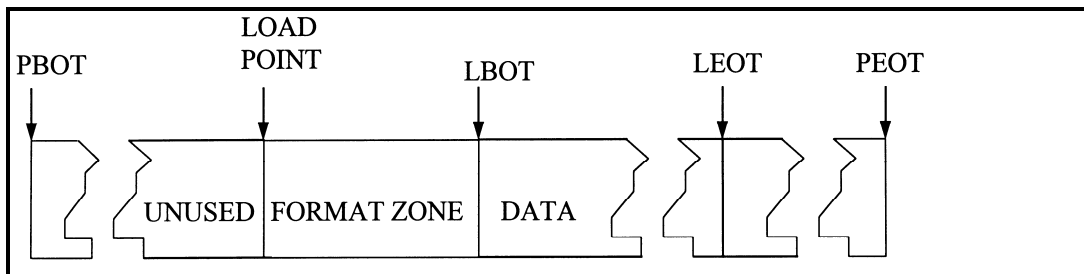 PBOT
LOAD
POINT
LBOT
LEOT
PEOT
UNUSED
FORMAT ZONE
DATA